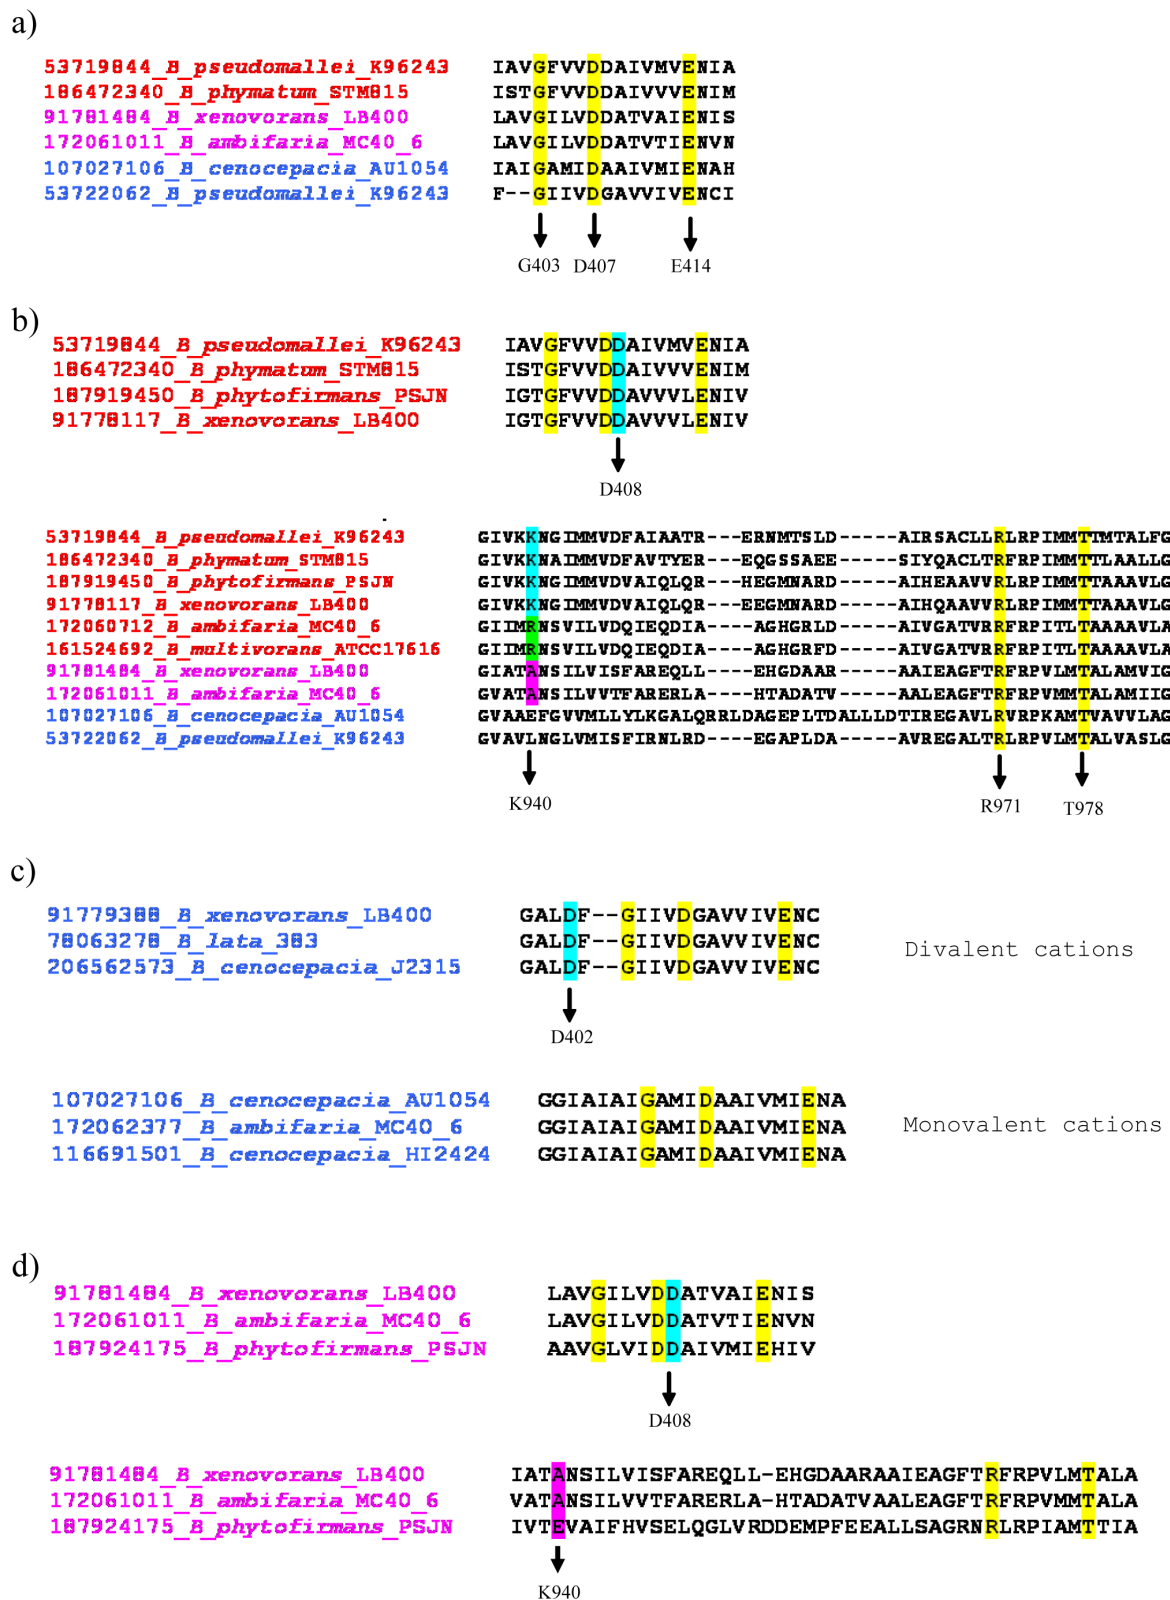 a)
53719844_B_pseudomallei_K96243 IAVGFVVDDAIVMVENIA
186472340_B_phymatum_STM815 ISTGFVVDDAIVVVENIM
91781484_B_xenovorans_LB400 LAVGILVDDATVAIENIS
172061011_B_ambifaria_MC40_6 LAVGILVDDATVTIENVN
107027106_B_cenocepacia_AU1054 IAIGAMIDAAIVMIENAH
53722062_B_pseudomallei_K96243 F--GIIVDGAVVIVENCI
G403 D407 E414
b)
53719844_B_pseudomallei_K96243 IAVGFVVDDAIVMVENIA
186472340_B_phymatum_STM815 ISTGFVVDDAIVVVENIM
187919450_B_phytofirmans_PSJN IGTGFVVDDAVVVLENIV
91778117_B_xenovorans_LB400 IGTGFVVDDAVVVLENIV
D408
53719844_B_pseudomallei_K96243 GIVKKNGIMMVDFAIAATR---ERNMTSLD-----AIRSACLLRLRPIMMTTMTALFG
186472340_B_phymatum_STM815 GIVKKNAIMMVDFAVTYER---EQGSSAEE-----SIYQACLTRFRPIMMTTLAALLG
187919450_B_phytofirmans_PSJN GIVKKNGIMMVDVAIQLQR---HEGMNARD-----AIHEAAVVRLRPIMMTTAAAVLG
91778117_B_xenovorans_LB400 GIVKKNGIMMVDVAIQLQR---EEGMNARD-----AIHQAAVVRLRPIMMTTAAAVLG
172060712_B_ambifaria_MC40_6 GIIMRNSVILVDQIEQDIA----AGHGRLD-----AIVGATVRRFRPITLTAAAAVLA
161524692_B_multivorans_ATCC17616 GIIMRNSVILVDQIEQDIA----AGHGRFD-----AIVGATVRRFRPITLTAAAAVLA
91781484_B_xenovorans_LB400 GIATANSILVISFAREQLL----EHGDAAR-----AAIEAGFTRFRPVLMTALAMVIG
172061011_B_ambifaria_MC40_6 GVATANSILVVTFARERLA----HTADATV-----AALEAGFTRFRPVMMTALAMIIG
107027106_B_cenocepacia_AU1054 GVAAEFGVVMLLYLKGALQRRLDAGEPLTDALLLDTIREGAVLRVRPKAMTVAVVLAG
53722062_B_pseudomallei_K96243 GVAVLNGLVMISFIRNLRD----EGAPLDA-----AVREGALTRLRPVLMTALVASLG
K940 R971 T978
c)
91779388_B_xenovorans_LB400 GALDF--GIIVDGAVVIVENC
78063278_B_lata_383 GALDF--GIIVDGAVVIVENC Divalent cations
206562573_B_cenocepacia_J2315 GALDF--GIIVDGAVVIVENC
D402
107027106_B_cenocepacia_AU1054 GGIAIAIGAMIDAAIVMIENA
172062377_B_ambifaria_MC40_6 GGIAIAIGAMIDAAIVMIENA Monovalent cations
116691501_B_cenocepacia_HI2424 GGIAIAIGAMIDAAIVMIENA
d)
91781484_B_xenovorans_LB400 LAVGILVDDATVAIENIS
172061011_B_ambifaria_MC40_6 LAVGILVDDATVTIENVN
187924175_B_phytofirmans_PSJN AAVGLVIDDAIVMIEHIV
D408
91781484_B_xenovorans_LB400 IATANSILVISFAREQLL-EHGDAARAAIEAGFTRFRPVLMTALA
172061011_B_ambifaria_MC40_6 VATANSILVVTFARERLA-HTADATVAALEAGFTRFRPVMMTALA
187924175_B_phytofirmans_PSJN IVTEVAIFHVSELQGLVRDDEMPFEEALLSAGRNRLRPIAMTTIA
K940